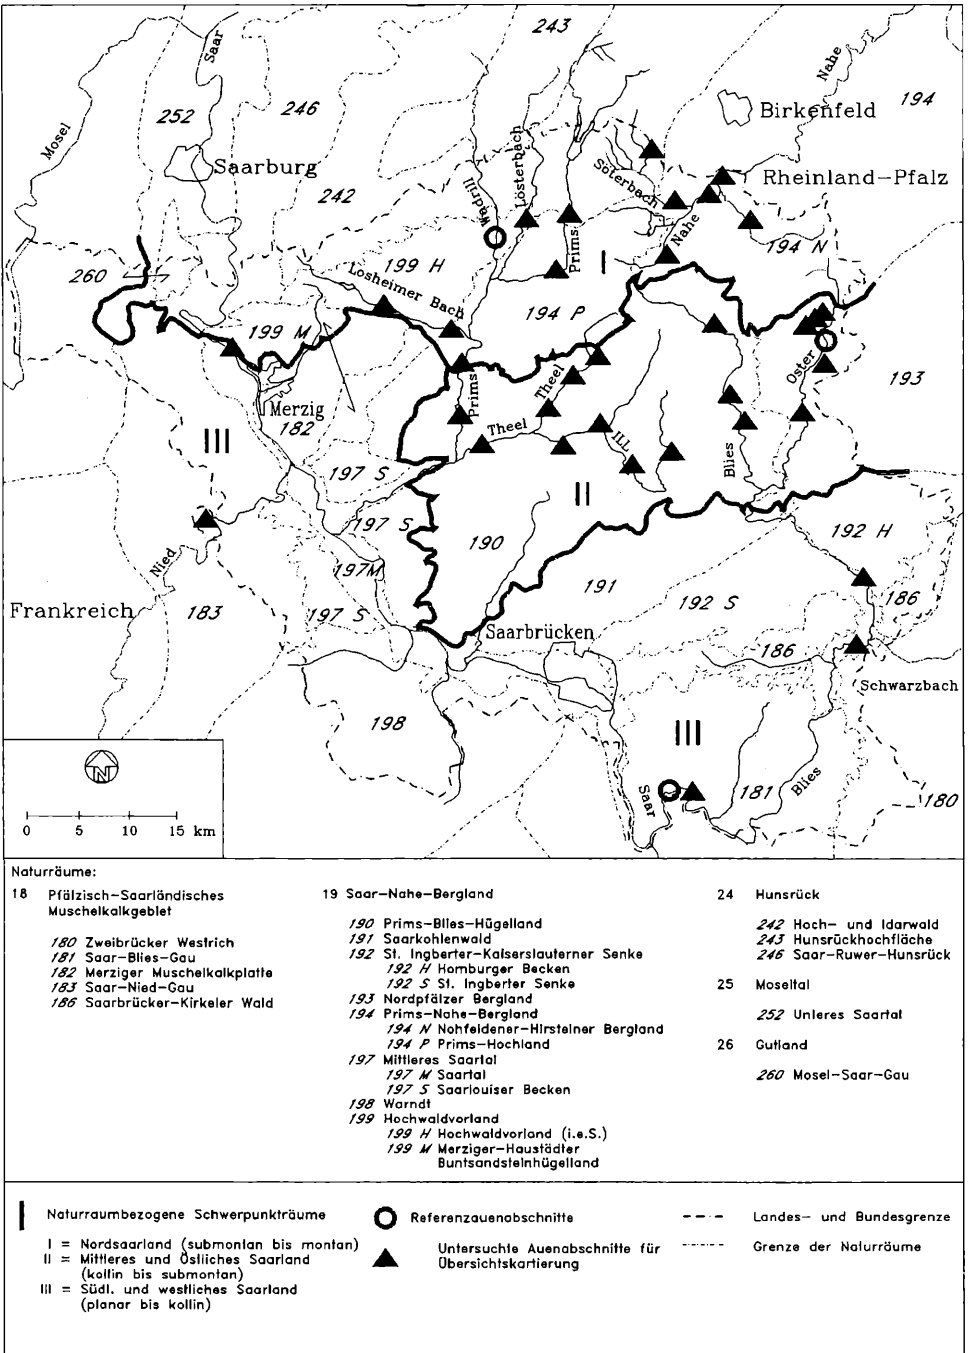 243
Saar
Nahe
252
246
194
Mosel
Birkenfeld
Saarburg
Lösterbach
Söterbach
Rheinland-Pfalz
Wadrill
242
Prims
Nahe
194 N
I
260
199 H
Losheimer Bach
194 P
199 M
Oster
193
Prims
Theel
Merzig
182
III
Theel
ILL
Blies
197 S
II
197 S
190
192 H
Nied
197M
191
186
Frankreich
183
197 S
192 S
Saarbrücken
186
Schwarzbach
198
III
Saar
181
Blies
180
N
0 5 10 15 km
Naturräume:
18 Pfälzisch-Saarländisches
Muschelkalkgebiet
180 Zweibrücker Westrich
181 Saar-Blies-Gau
182 Merziger Muschelkalkplatte
183 Saar-Nied-Gau
186 Saarbrücker-Kirkeler Wald
19 Saar-Nahe-Bergland
190 Prims-Blies-Hügelland
191 Saarkohlenwald
192 St. Ingberter-Kaiserslauterner Senke
192 H Homburger Becken
192 S St. Ingberter Senke
193 Nordpfälzer Bergland
194 Prims-Nahe-Bergland
194 N Nohfeldener-Hirsteiner Bergland
194 P Prims-Hochland
197 Mittleres Saartal
197 M Saartal
197 S Saarlouiser Becken
198 Warndt
199 Hochwaldvorland
199 H Hochwaldvorland (i.e.S.)
199 M Merziger-Haustädter
Buntsandsteinhügelland
24 Hunsrück
242 Hoch- und Idarwald
243 Hunsrückhochfläche
246 Saar-Ruwer-Hunsrück
25 Moseltal
252 Unteres Saartal
26 Gutland
260 Mosel-Saar-Gau
Naturraumbezogene Schwerpunkträume
I = Nordsaarland (submontan bis montan)
II = Mittleres und Östliches Saarland
(kollin bis submontan)
III = Südl. und westliches Saarland
(planar bis kollin)
Referenzauenabschnitte
Untersuchte Auenabschnitte für
Übersichtskartierung
Landes- und Bundesgrenze
Grenze der Naturräume